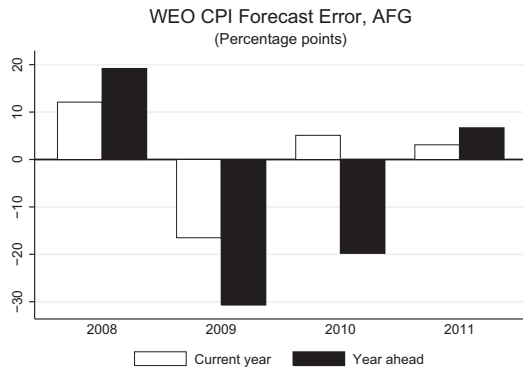 WEO CPI Forecast Error, AFG
(Percentage points)
20
10
0
−10
−20
−30
2008 2009 2010 2011
Current year Year ahead